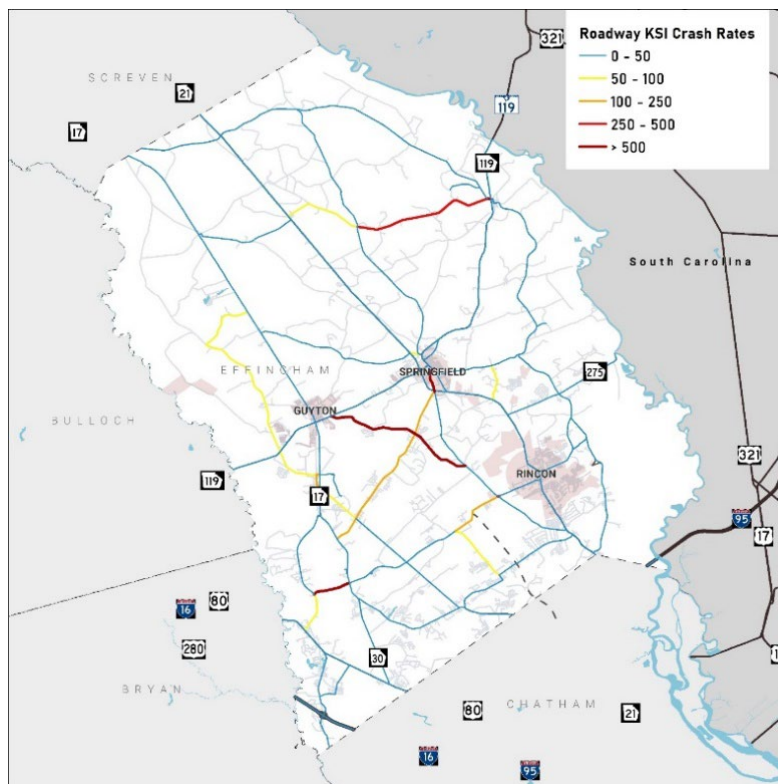 Roadway KSI Crash Rates
0 - 50
50 - 100
100 - 250
250 - 500
> 500
321
SCREVEN
21
17
119
119
South Carolina
EFFINGHAM
SPRINGFIELD
275
BULLOCH
GUYTON
RINCON
321
119
17
95
17
80
16
280
30
BRYAN
CHATHAM
80
21
16
95